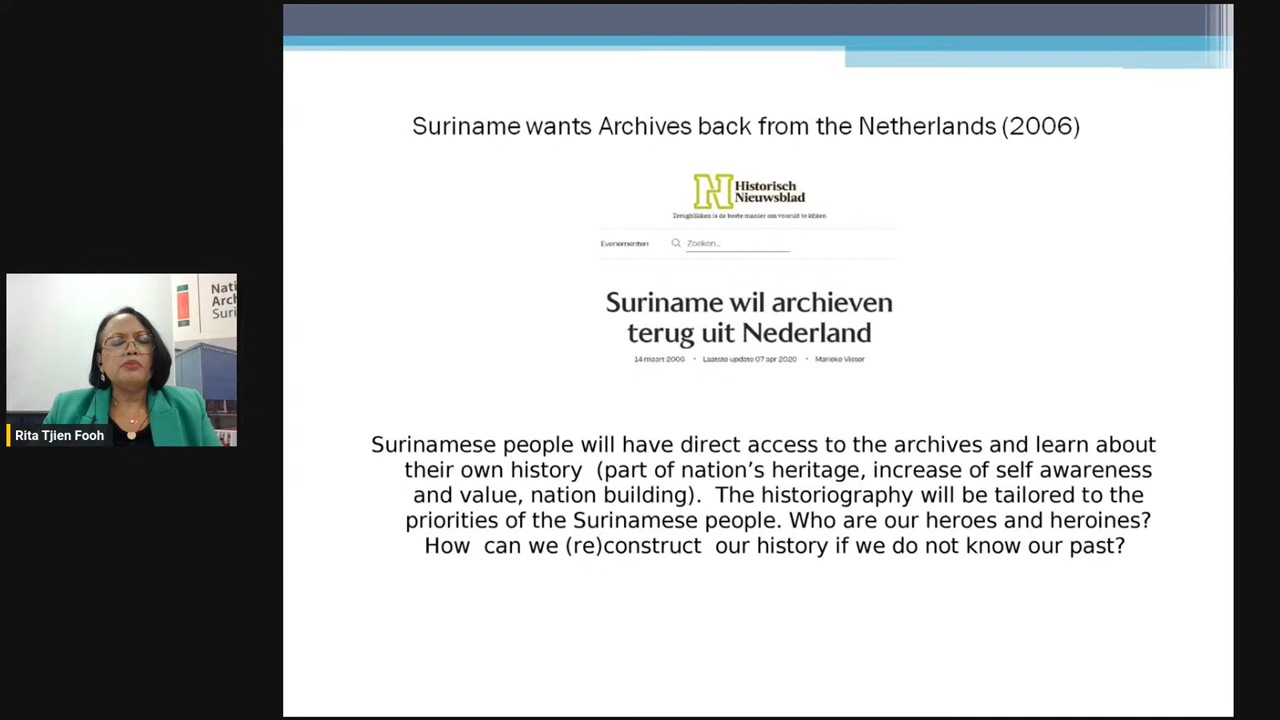 Suriname wants Archives back from the Netherlands (2006)
N Historisch
Nieuwsblad
Terugblikken is de beste manier om vooruit te kijken
Evenementen
Zoeken...
Suriname wil archieven
terug uit Nederland
14 maart 2006 • Laatste update 07 apr 2020 • Marieke Visser
Surinamese people will have direct access to the archives and learn about
their own history (part of nation's heritage, increase of self awareness
and value, nation building). The historiography will be tailored to the
priorities of the Surinamese people. Who are our heroes and heroines?
How can we (re)construct our history if we do not know our past?
Nati
Arch
Suri
Rita Tjien Fooh